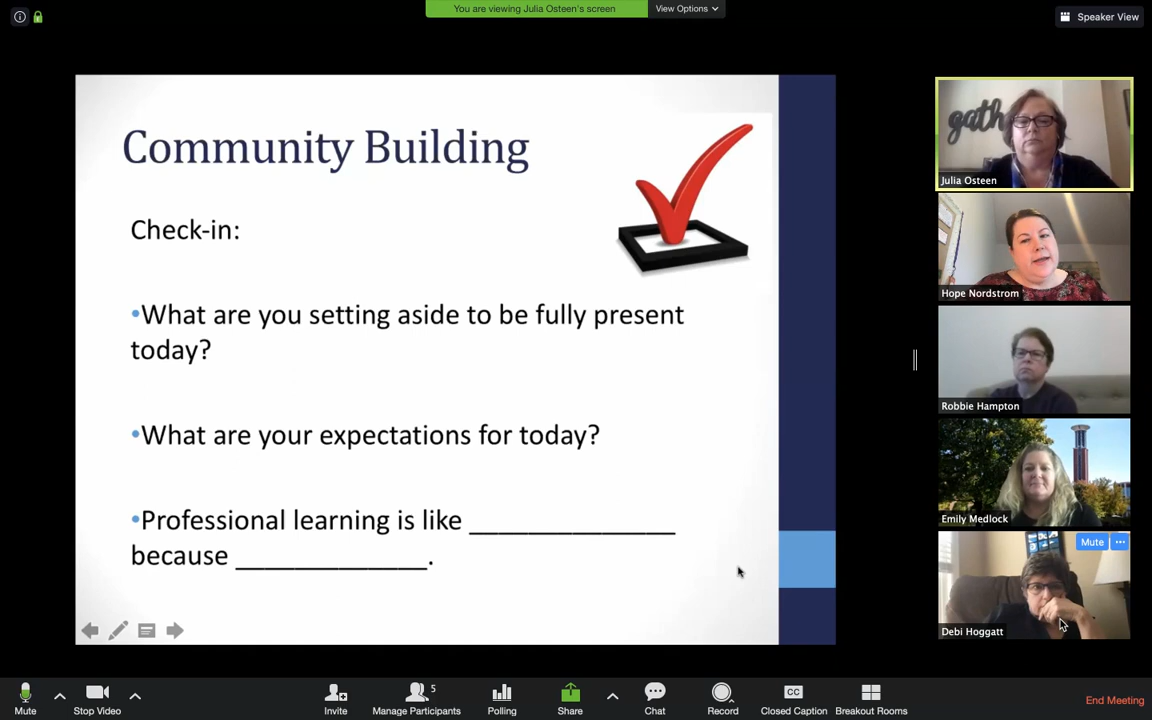 You are viewing Julia Osteen's screen
View Options
Speaker View
Community Building
Check-in:
•What are you setting aside to be fully present
today?
•What are your expectations for today?
•Professional learning is like _______________
because ______________.
gath
Julia Osteen
Hope Nordstrom
Robbie Hampton
Emily Medlock
Mute ...
Debi Hoggatt
Mute
Stop Video
Invite
5
Manage Participants
Polling
Share
Chat
Record
CC
Closed Caption
Breakout Rooms
End Meeting